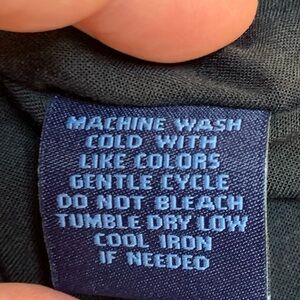 MACHINE WASH
COLD WITH
LIKE COLORS
GENTLE CYCLE
DO NOT BLEACH
TUMBLE DRY LOW
COOL IRON
IF NEEDED